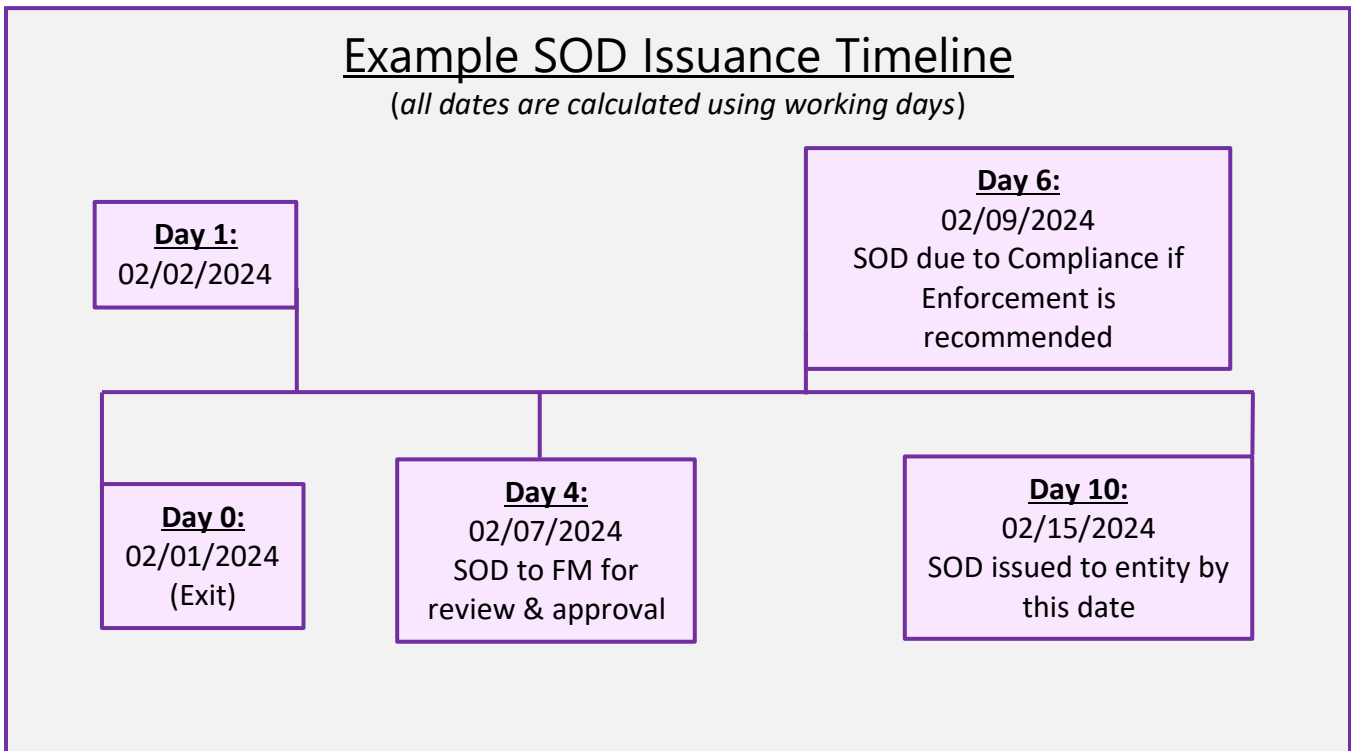 Example SOD Issuance Timeline
(all dates are calculated using working days)
Day 1:
02/02/2024
Day 6:
02/09/2024
SOD due to Compliance if
Enforcement is
recommended
Day 0:
02/01/2024
(Exit)
Day 4:
02/07/2024
SOD to FM for
review & approval
Day 10:
02/15/2024
SOD issued to entity by
this date